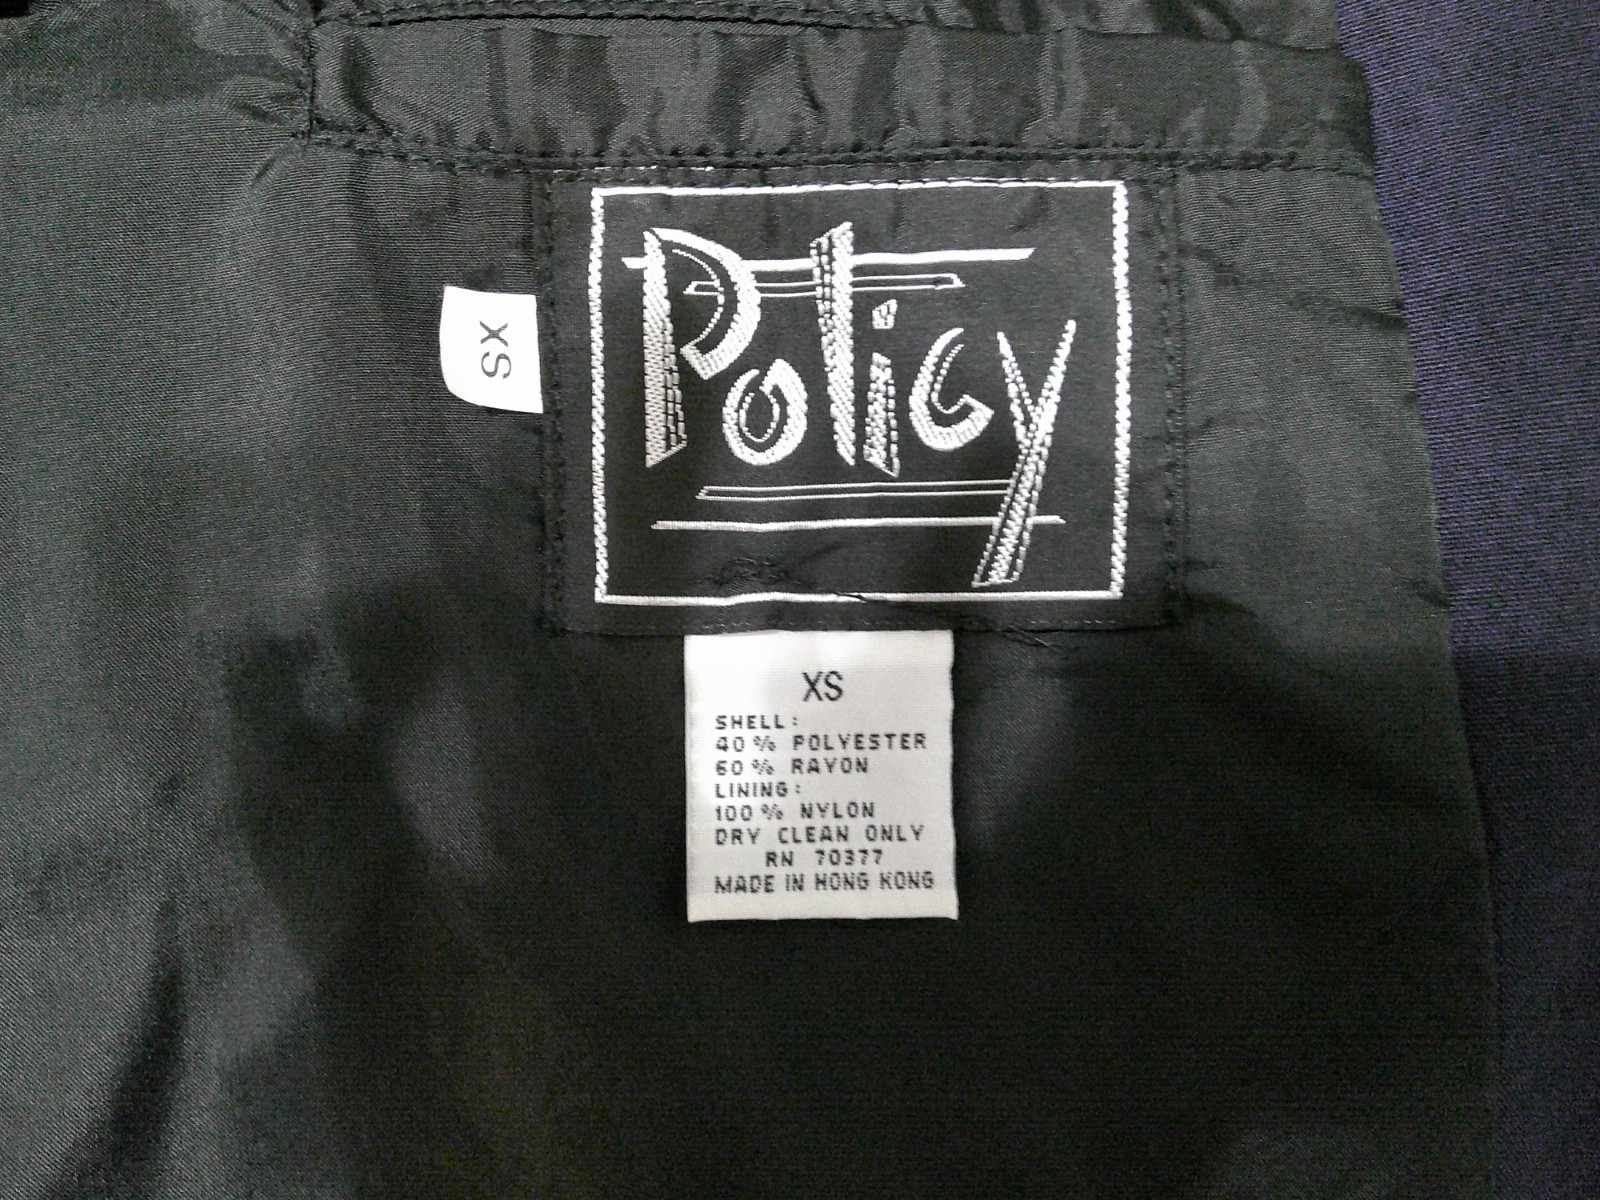 Policy
XS
XS
SHELL:
40% POLYESTER
60% RAYON
LINING:
100% NYLON
DRY CLEAN ONLY
RN 70377
MADE IN HONG KONG